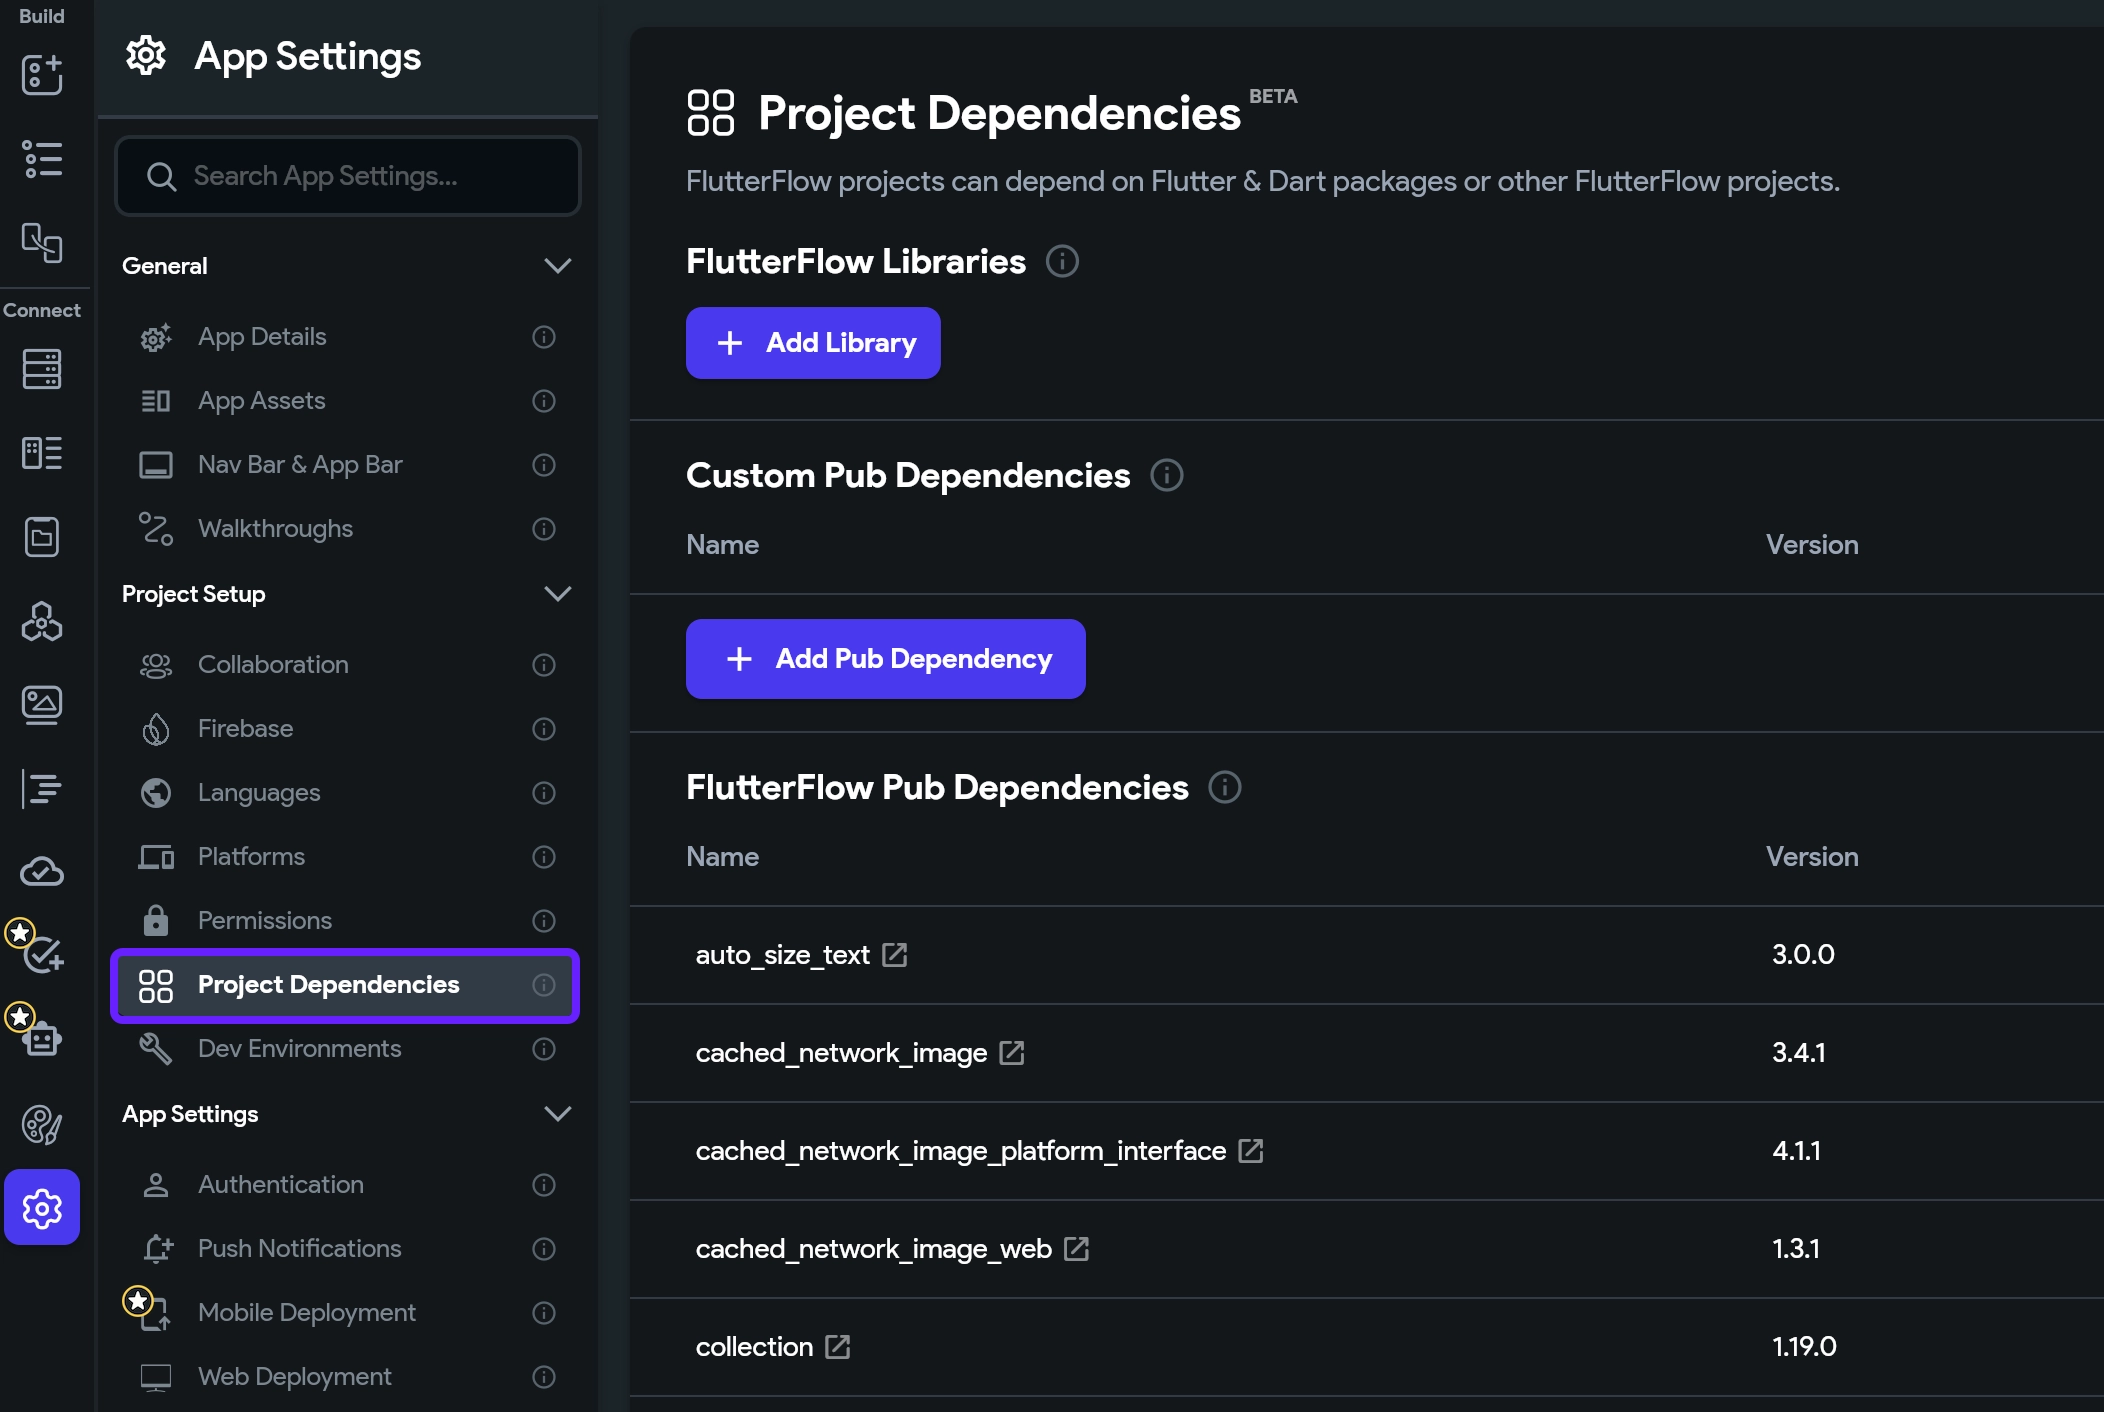 Build
Connect
App Settings
Search App Settings...
General
App Details
App Assets
Nav Bar & App Bar
Walkthroughs
Project Setup
Collaboration
Firebase
Languages
Platforms
Permissions
Project Dependencies
Dev Environments
App Settings
Authentication
Push Notifications
Mobile Deployment
Web Deployment
Project Dependencies BETA
FlutterFlow projects can depend on Flutter & Dart packages or other FlutterFlow projects.
FlutterFlow Libraries
+ Add Library
Custom Pub Dependencies
Name Version
+ Add Pub Dependency
FlutterFlow Pub Dependencies
Name Version
auto_size_text 3.0.0
cached_network_image 3.4.1
cached_network_image_platform_interface 4.1.1
cached_network_image_web 1.3.1
collection 1.19.0